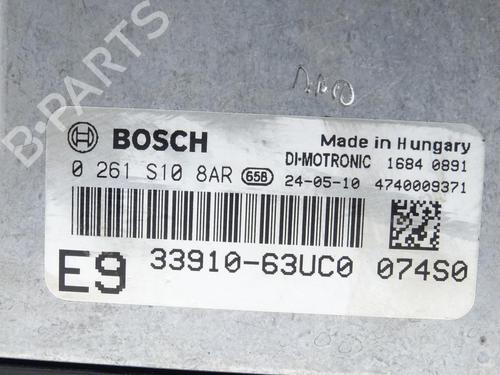 B-PARTS
BOSCH
Made in Hungary
DI-MOTRONIC 1684 0891
0 261 S10 8AR 65B 24-05-10 4740009371
E9 33910-63UC0 074S0